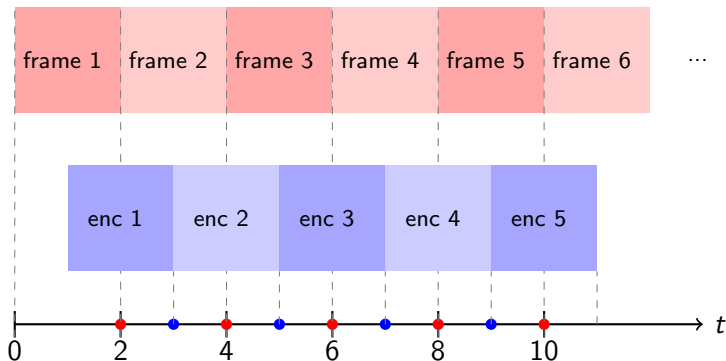 frame 1 frame 2 frame 3 frame 4 frame 5 frame 6 ...
enc 1 enc 2 enc 3 enc 4 enc 5
t
0 2 4 6 8 10